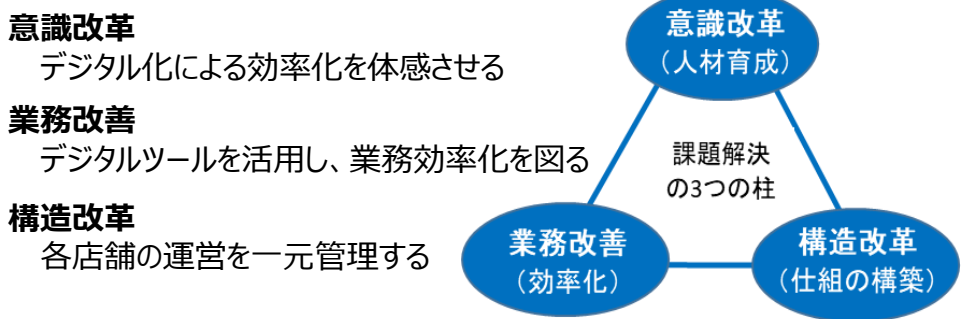 意識改革
デジタル化による効率化を体感させる
業務改善
デジタルツールを活用し、業務効率化を図る
構造改革
各店舗の運営を一元管理する
意識改革
（人材育成）
課題解決
の3つの柱
業務改善
（効率化）
構造改革
（仕組の構築）